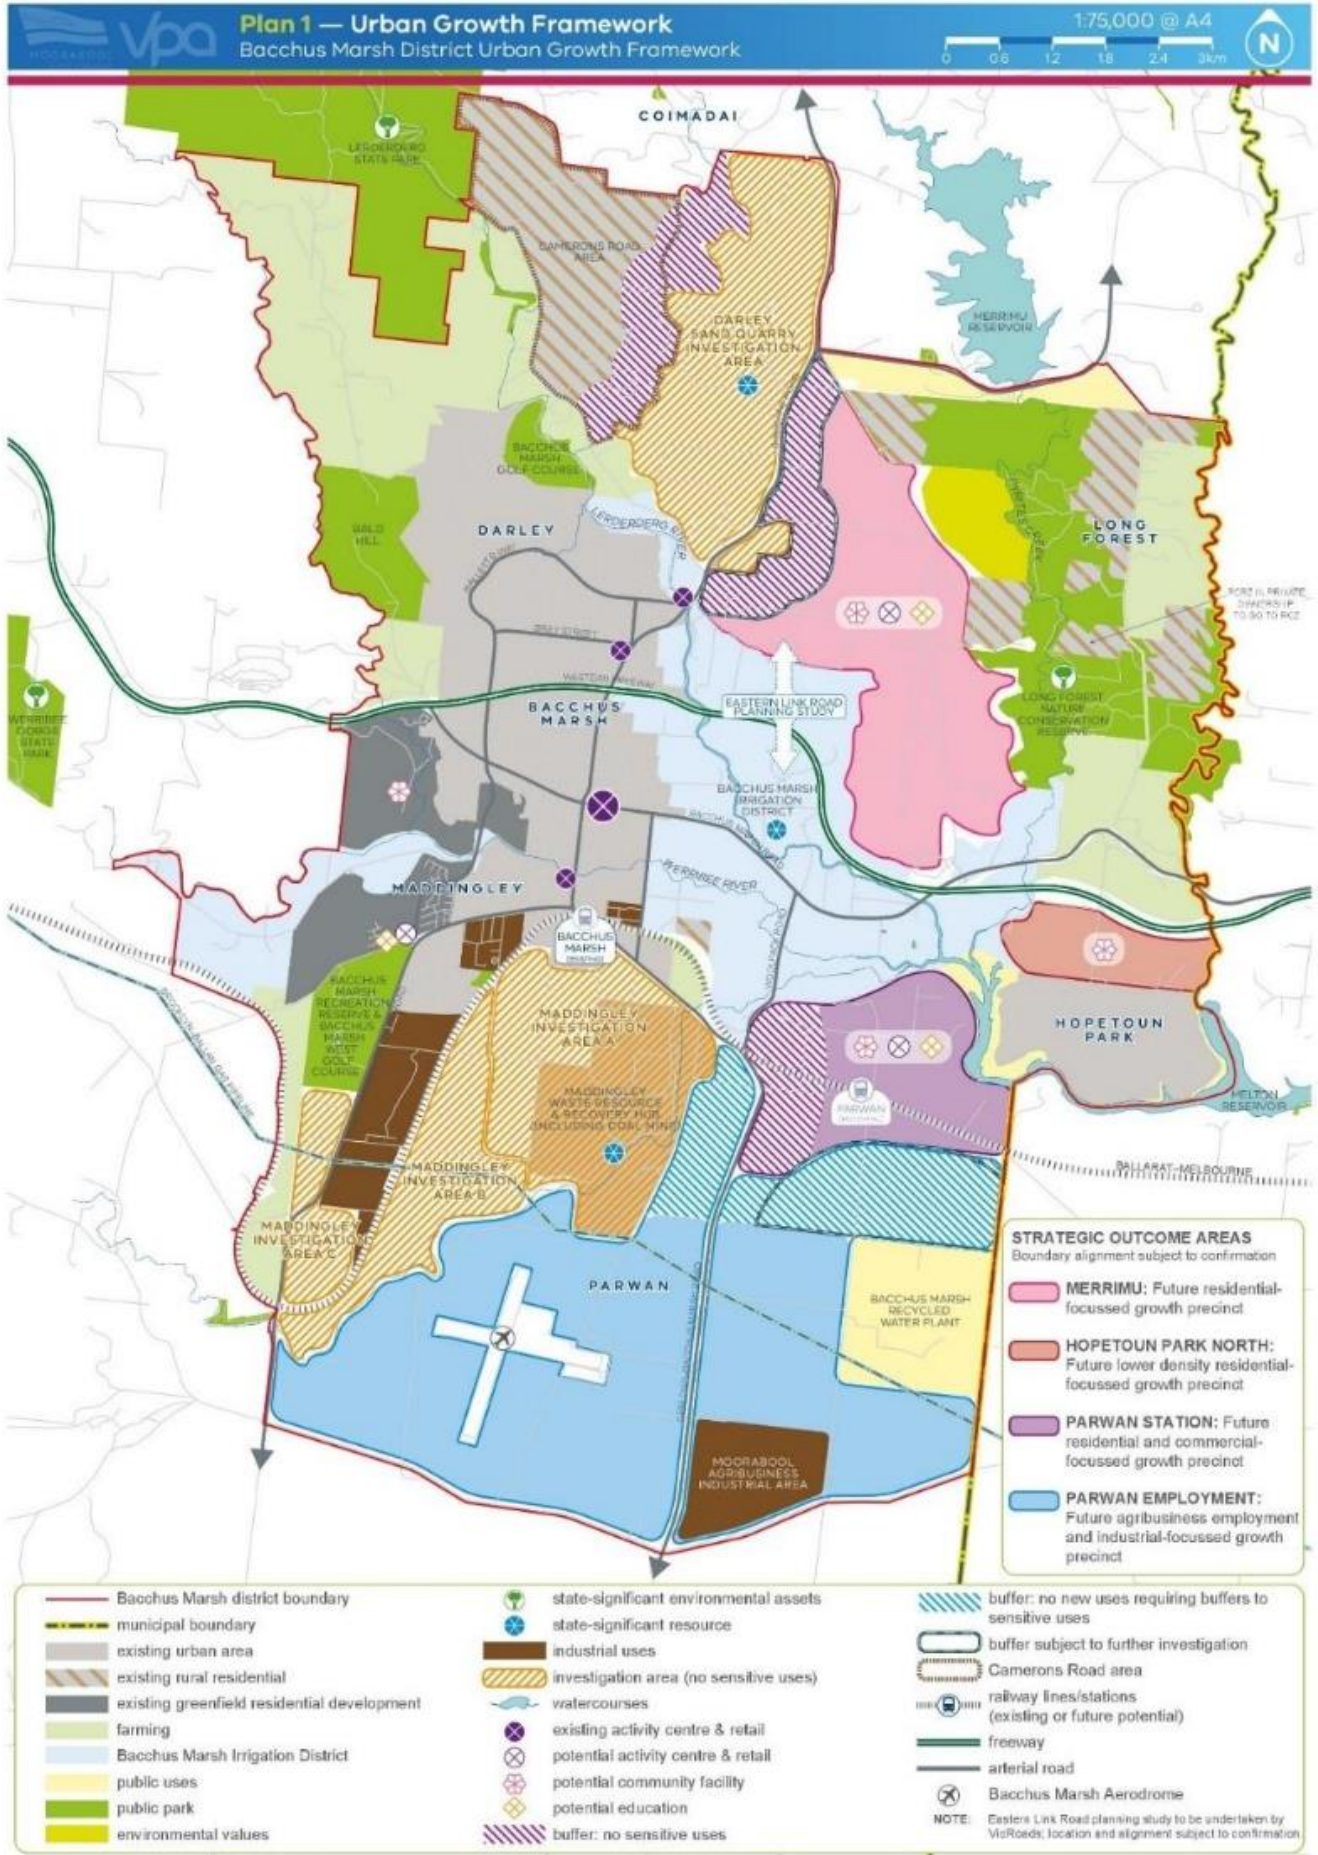 MOORABOOL
vpa
Plan 1 — Urban Growth Framework
Bacchus Marsh District Urban Growth Framework
1:75,000 @ A4
0 0.6 1.2 1.8 2.4 3km
N
COIMADAI
LERDERDERG
STATE PARK
CAMERONS ROAD
AREA
MERRIMU
RESERVOIR
DARLEY
SAND QUARRY
INVESTIGATION
AREA
BACCHUS
MARSH
GOLF COURSE
LERDERDERG RIVER
DARLEY
BALD
HILL
LONG
FOREST
WERRIBEE
GORGE
STATE
PARK
WESTERN FREEWAY
BACCHUS
MARSH
EASTERN LINK ROAD
PLANNING STUDY
LONG FOREST
NATURE
CONSERVATION
RESERVE
BACCHUS MARSH
IRRIGATION
DISTRICT
WERRIBEE RIVER
MADDINGLEY
BACCHUS
MARSH
BACCHUS
MARSH
RECREATION
RESERVE &
BACCHUS
MARSH
WEST
GOLF
COURSE
MADDINGLEY
INVESTIGATION
AREA A
HOPETOUN
PARK
MADDINGLEY
WASTE RESOURCE
& RECOVERY HUB
(INCLUDING COAL MINE)
PARWAN
MELTON
RESERVOIR
BALLARAT-MELBOURNE
MADDINGLEY
INVESTIGATION
AREA B
MADDINGLEY
INVESTIGATION
AREA C
PARWAN
BACCHUS MARSH
RECYCLED
WATER PLANT
MOORABOOL
AGRIBUSINESS
INDUSTRIAL AREA
STRATEGIC OUTCOME AREAS
Boundary alignment subject to confirmation
MERRIMU: Future residential-
focussed growth precinct
HOPETOUN PARK NORTH:
Future lower density residential-
focussed growth precinct
PARWAN STATION: Future
residential and commercial-
focussed growth precinct
PARWAN EMPLOYMENT:
Future agribusiness employment
and industrial-focussed growth
precinct
Bacchus Marsh district boundary
municipal boundary
existing urban area
existing rural residential
existing greenfield residential development
farming
Bacchus Marsh Irrigation District
public uses
public park
environmental values
state-significant environmental assets
state-significant resource
industrial uses
investigation area (no sensitive uses)
watercourses
existing activity centre & retail
potential activity centre & retail
potential community facility
potential education
buffer: no sensitive uses
buffer: no new uses requiring buffers to
sensitive uses
buffer subject to further investigation
Camerons Road area
railway lines/stations
(existing or future potential)
freeway
arterial road
Bacchus Marsh Aerodrome
NOTE: Eastern Link Road planning study to be undertaken by
VicRoads; location and alignment subject to confirmation